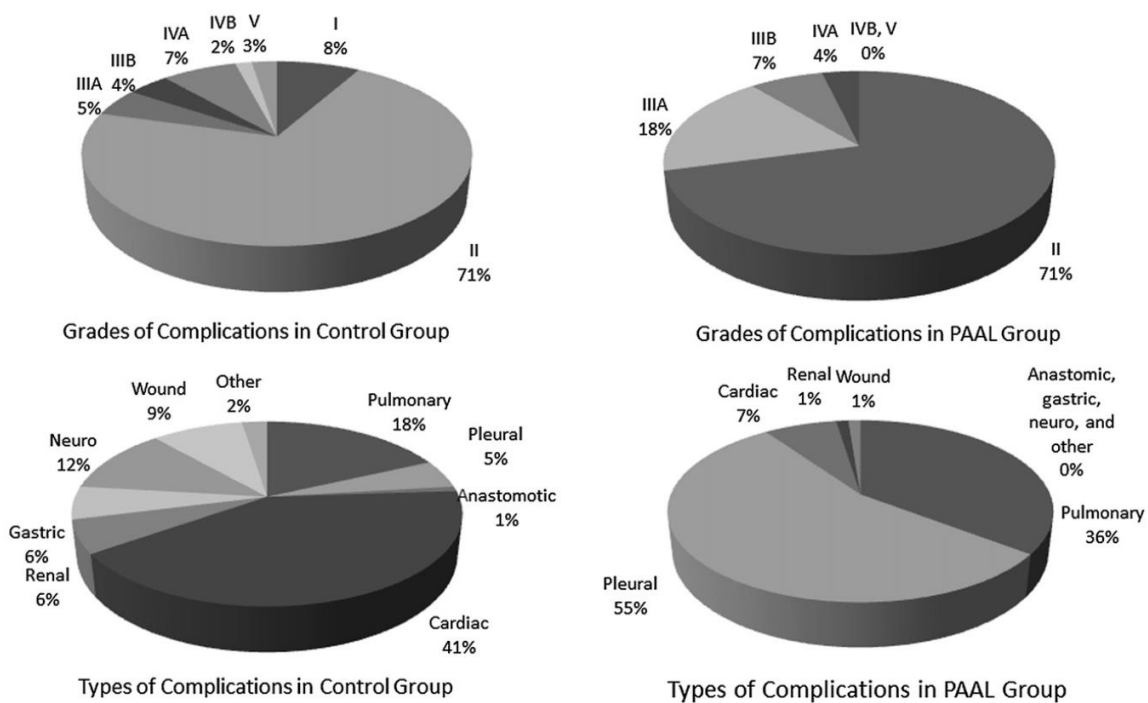 I
8%
II
71%
IIIA
5%
IIIB
4%
IVA
7%
IVB
2%
V
3%
Grades of Complications in Control Group
II
71%
IIIA
18%
IIIB
7%
IVA
4%
IVB, V
0%
Grades of Complications in PAAL Group
Pulmonary
18%
Pleural
5%
Anastomotic
1%
Cardiac
41%
Renal
6%
Gastric
6%
Neuro
12%
Wound
9%
Other
2%
Types of Complications in Control Group
Anastomic,
gastric,
neuro, and
other
0%
Pulmonary
36%
Pleural
55%
Cardiac
7%
Renal
1%
Wound
1%
Types of Complications in PAAL Group